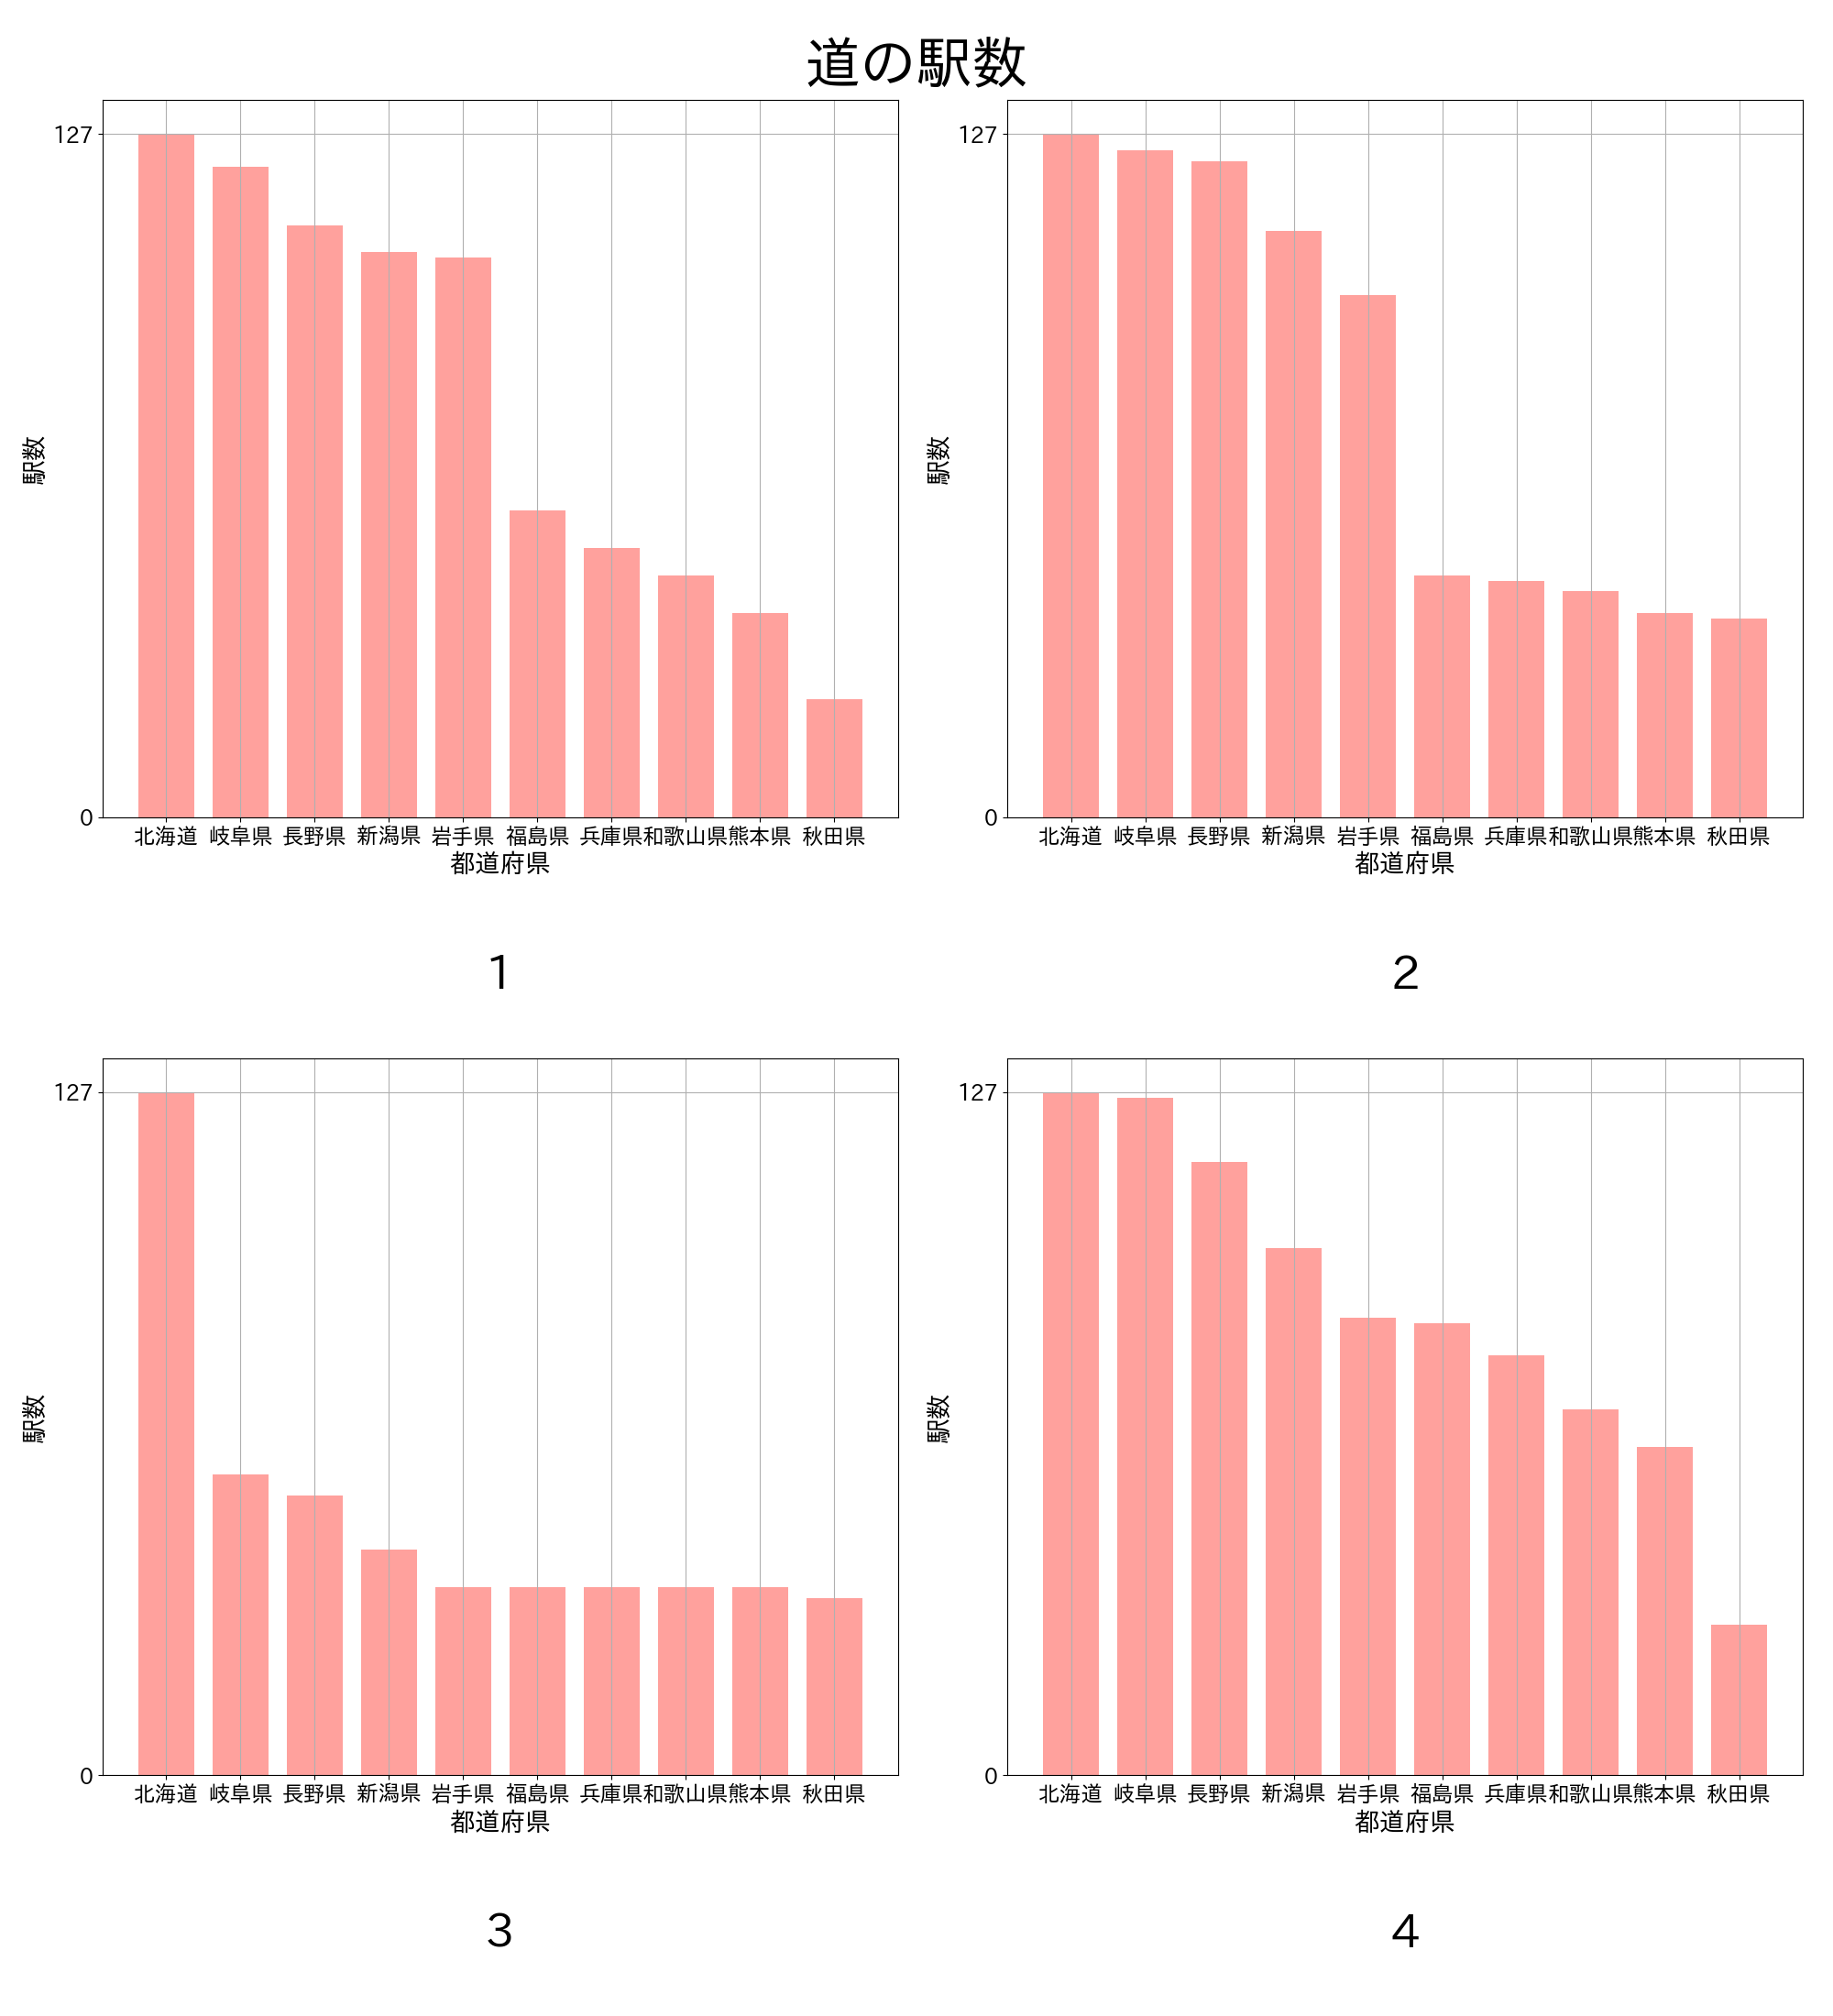 道の駅数
127
0
駅数
北海道 岐阜県 長野県 新潟県 岩手県 福島県 兵庫県 和歌山県 熊本県 秋田県
都道府県
1
127
0
駅数
北海道 岐阜県 長野県 新潟県 岩手県 福島県 兵庫県 和歌山県 熊本県 秋田県
都道府県
2
127
0
駅数
北海道 岐阜県 長野県 新潟県 岩手県 福島県 兵庫県 和歌山県 熊本県 秋田県
都道府県
3
127
0
駅数
北海道 岐阜県 長野県 新潟県 岩手県 福島県 兵庫県 和歌山県 熊本県 秋田県
都道府県
4